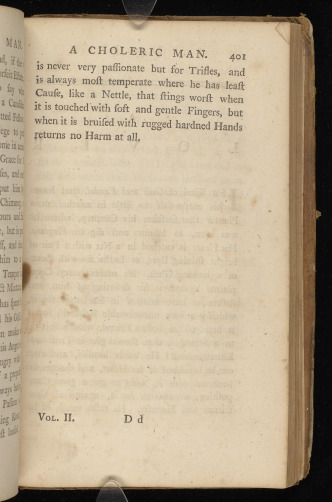 A CHOLERIC MAN. 401
is never very paſſionate but for Trifles, and
is always moſt temperate where he has leaſt
Cauſe, like a Nettle, that ſtings worſt when
it is touched with ſoft and gentle Fingers, but
when it is bruiſed with rugged hardned Hands
returns no Harm at all.
VOL. II. D d